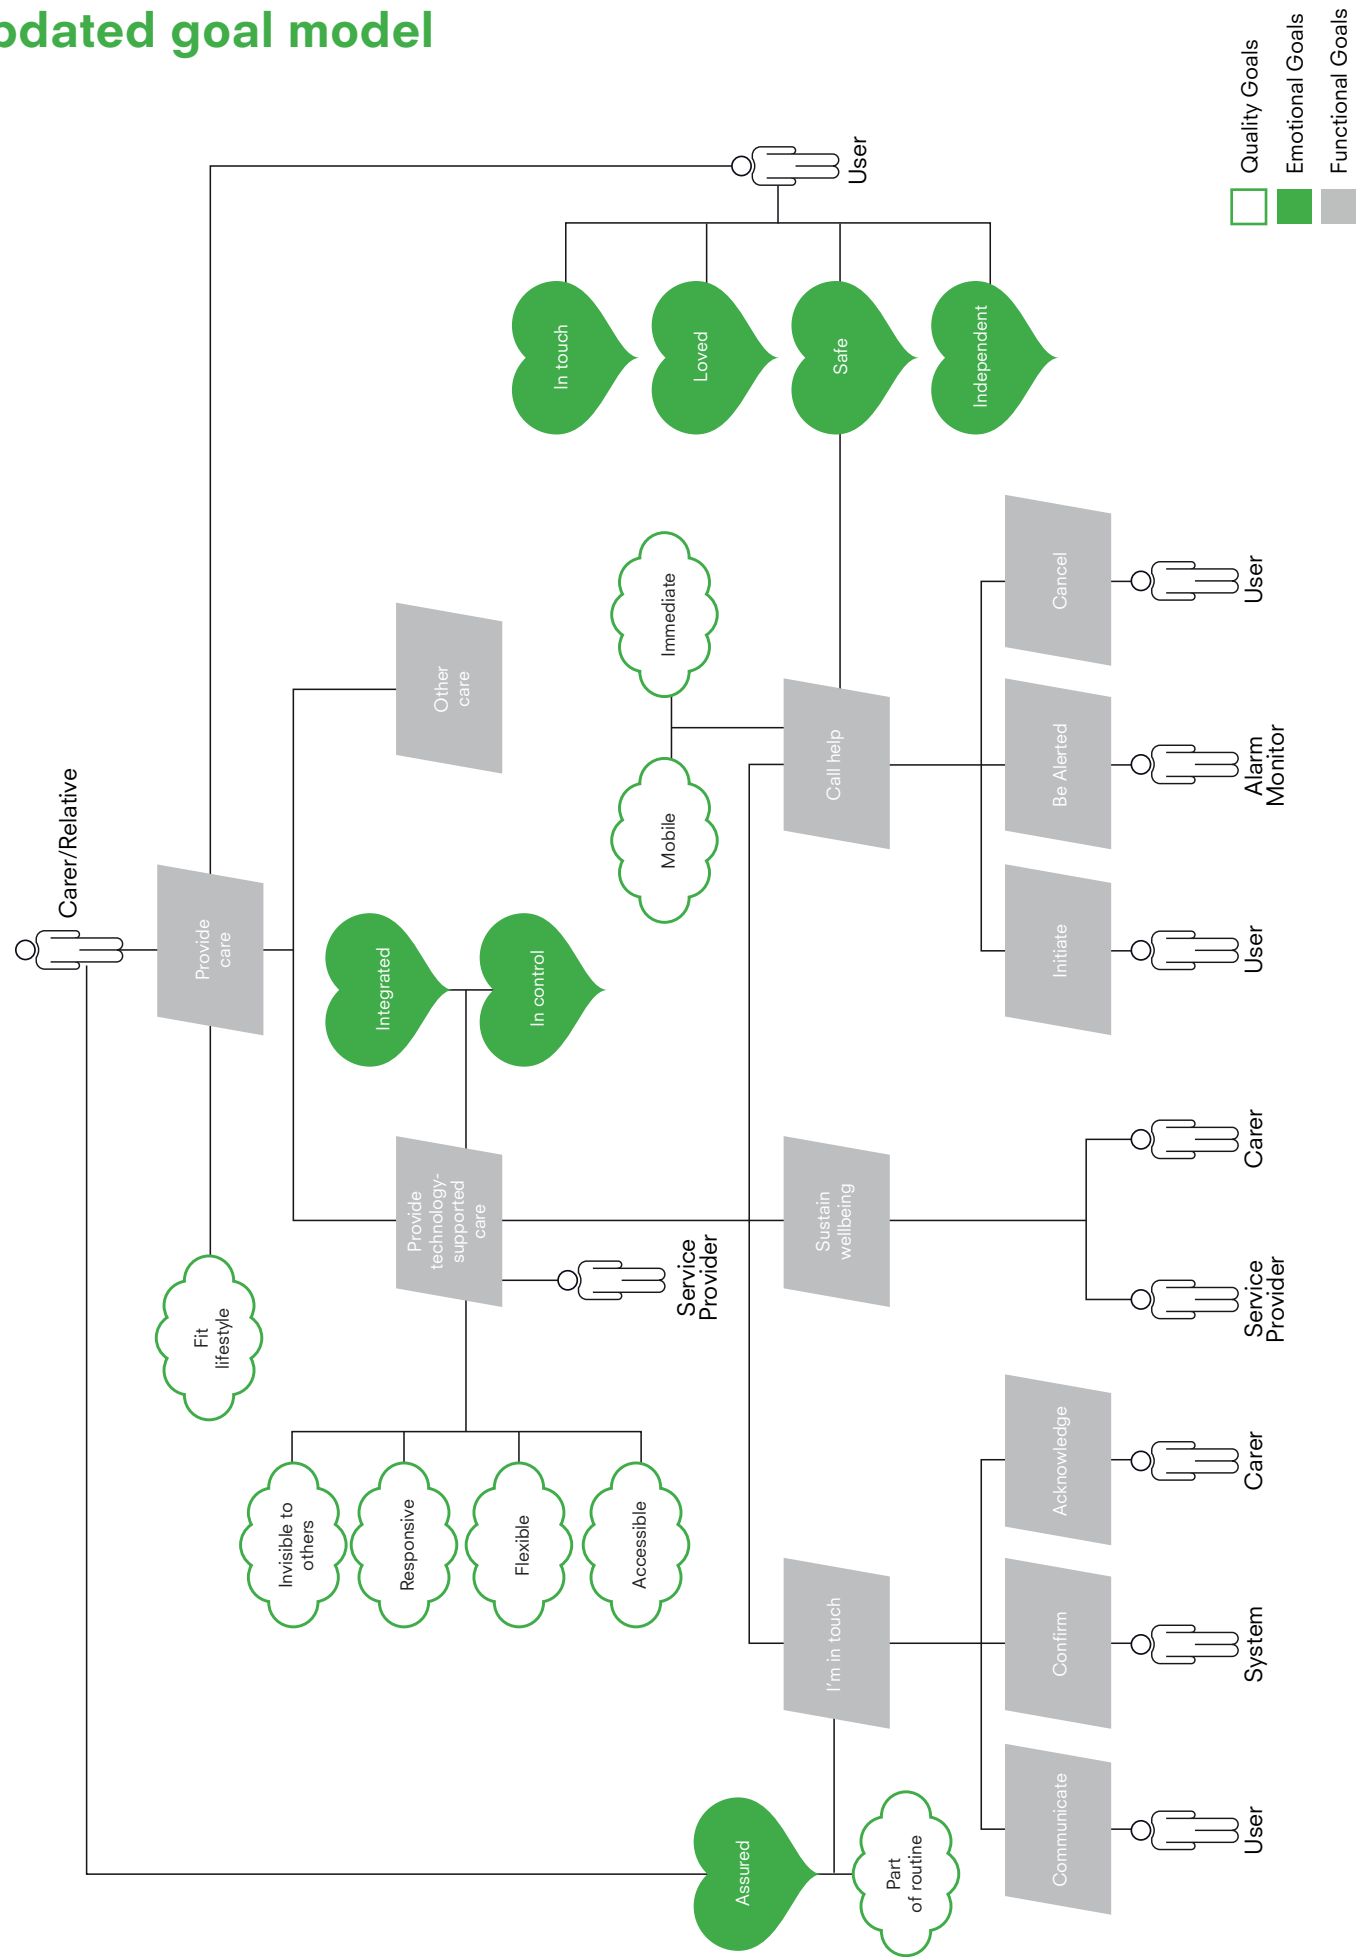 pdated goal model
Quality Goals
Emotional Goals
Functional Goals
Carer/Relative
Provide
care
User
Fit
lifestyle
Other
care
Integrated
In control
Provide
technology-
supported
care
Service
Provider
Invisible to
others
Responsive
Flexible
Accessible
In touch
Loved
Safe
Independent
Immediate
Mobile
Call help
Sustain
wellbeing
I'm in touch
Assured
Part
of routine
Communicate
Confirm
Acknowledge
Initiate
Be Alerted
Cancel
User
System
Carer
Service
Provider
Carer
User
Alarm
Monitor
User